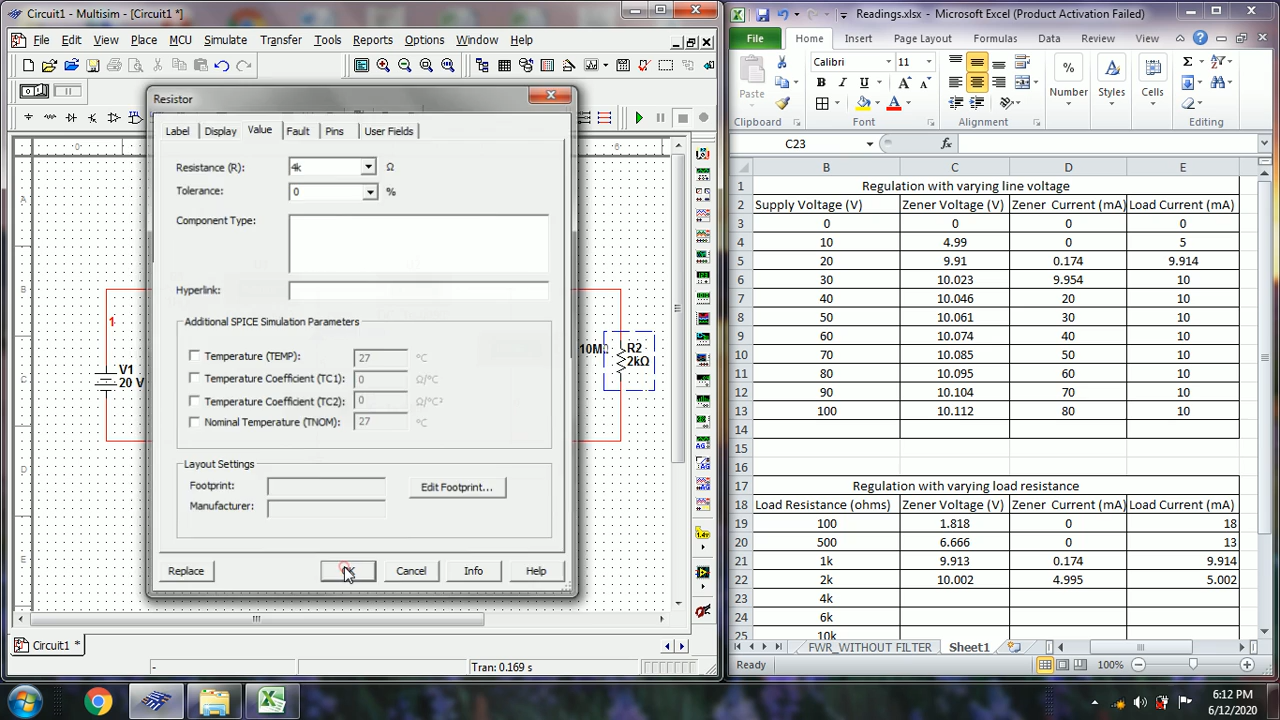 Circuit1 - Multisim - [Circuit1 *]
File Edit View Place MCU Simulate Transfer Tools Reports Options Window Help
Resistor
Label Display Value Fault Pins User Fields
Resistance (R): 4k Ω
Tolerance: 0 %
Component Type:
Hyperlink:
Additional SPICE Simulation Parameters
Temperature (TEMP): 27 °C
Temperature Coefficient (TC1): 0 Ω/°C
Temperature Coefficient (TC2): 0 Ω/°C²
Nominal Temperature (TNOM): 27 °C
Layout Settings
Footprint: Edit Footprint...
Manufacturer:
Replace Cancel Info Help
1
V1
20 V
10MΩ
R2
2kΩ
Circuit1 *
- Tran: 0.169 s
Readings.xlsx - Microsoft Excel (Product Activation Failed)
File Home Insert Page Layout Formulas Data Review View
Calibri 11
Paste B I U A A Number Styles Cells
Clipboard Font Alignment Editing
C23 fx
B C D E
1 Regulation with varying line voltage
2 Supply Voltage (V) Zener Voltage (V) Zener Current (mA) Load Current (mA)
3 0 0 0 0
4 10 4.99 0 5
5 20 9.91 0.174 9.914
6 30 10.023 9.954 10
7 40 10.046 20 10
8 50 10.061 30 10
9 60 10.074 40 10
10 70 10.085 50 10
11 80 10.095 60 10
12 90 10.104 70 10
13 100 10.112 80 10
14
15
16
17 Regulation with varying load resistance
18 Load Resistance (ohms) Zener Voltage (V) Zener Current (mA) Load Current (mA)
19 100 1.818 0 18
20 500 6.666 0 13
21 1k 9.913 0.174 9.914
22 2k 10.002 4.995 5.002
23 4k
24 6k
25 10k
FWR_WITHOUT FILTER Sheet1
Ready 100%
6:12 PM
6/12/2020